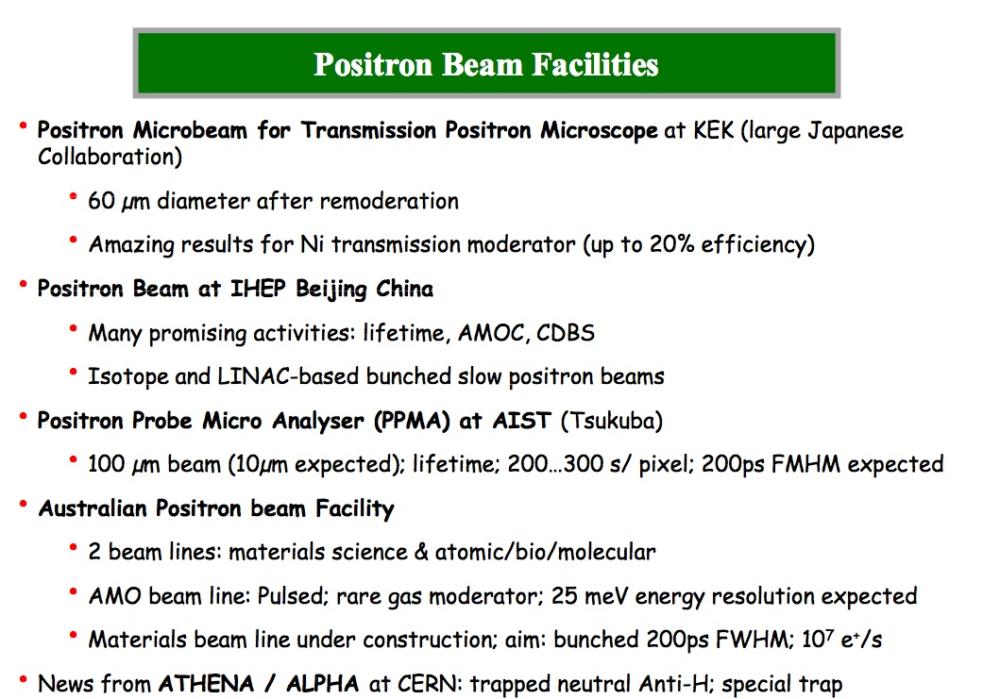 Positron Beam Facilities
• Positron Microbeam for Transmission Positron Microscope at KEK (large Japanese
Collaboration)
• 60 µm diameter after remoderation
• Amazing results for Ni transmission moderator (up to 20% efficiency)
• Positron Beam at IHEP Beijing China
• Many promising activities: lifetime, AMOC, CDBS
• Isotope and LINAC-based bunched slow positron beams
• Positron Probe Micro Analyser (PPMA) at AIST (Tsukuba)
• 100 µm beam (10µm expected); lifetime; 200…300 s/ pixel; 200ps FMHM expected
• Australian Positron beam Facility
• 2 beam lines: materials science & atomic/bio/molecular
• AMO beam line: Pulsed; rare gas moderator; 25 meV energy resolution expected
• Materials beam line under construction; aim: bunched 200ps FWHM; 10⁷ e⁺/s
• News from ATHENA / ALPHA at CERN: trapped neutral Anti-H; special trap